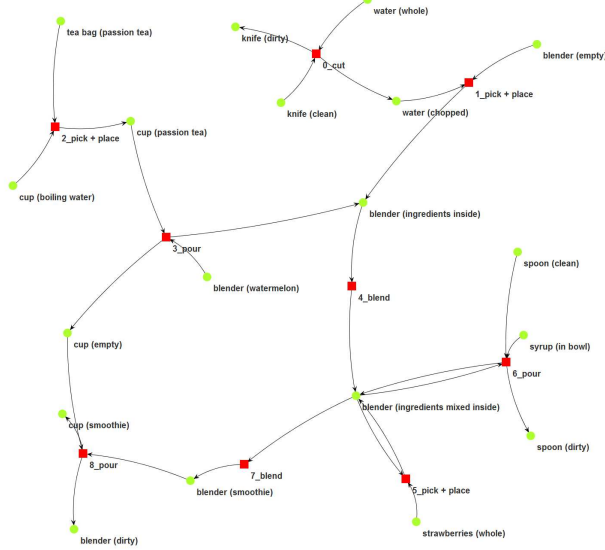 water (whole)
tea bag (passion tea)
knife (dirty)
0_cut
blender (empty)
1_pick + place
knife (clean)
water (chopped)
cup (passion tea)
2_pick + place
cup (boiling water)
blender (ingredients inside)
3_pour
spoon (clean)
blender (watermelon)
4_blend
cup (empty)
syrup (in bowl)
6_pour
blender (ingredients mixed inside)
cup (smoothie)
spoon (dirty)
8_pour
7_blend
5_pick + place
blender (smoothie)
strawberries (whole)
blender (dirty)